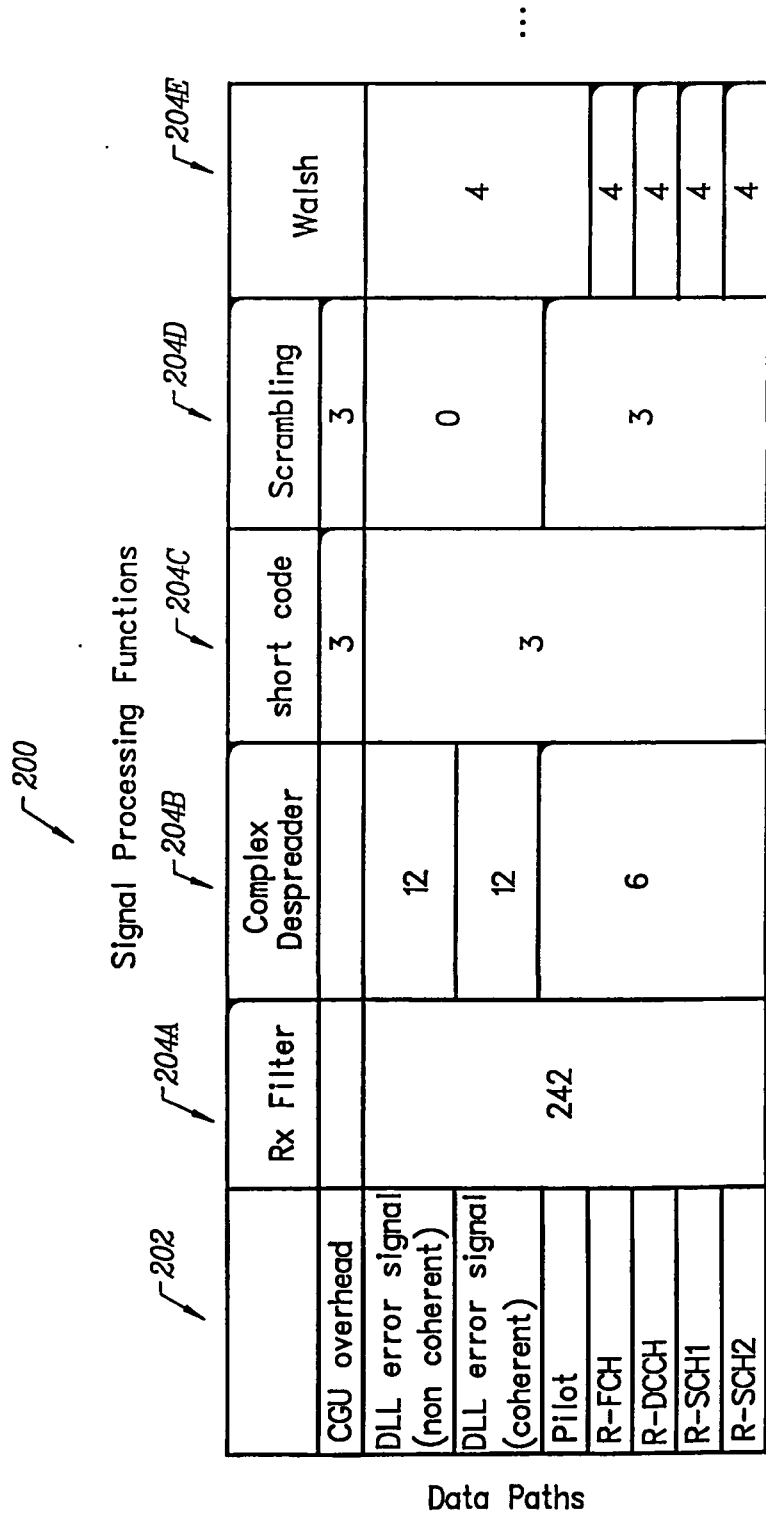 200
Signal Processing Functions
202
204A
204B
204C
204D
204E
Rx Filter
Complex
Despreader
short code
Scrambling
Walsh
CGU overhead
3
3
DLL error signal
(non coherent)
242
12
3
0
4
DLL error signal
(coherent)
12
Pilot
6
3
R-FCH
4
R-DCCH
4
R-SCH1
4
R-SCH2
4
Data Paths
...